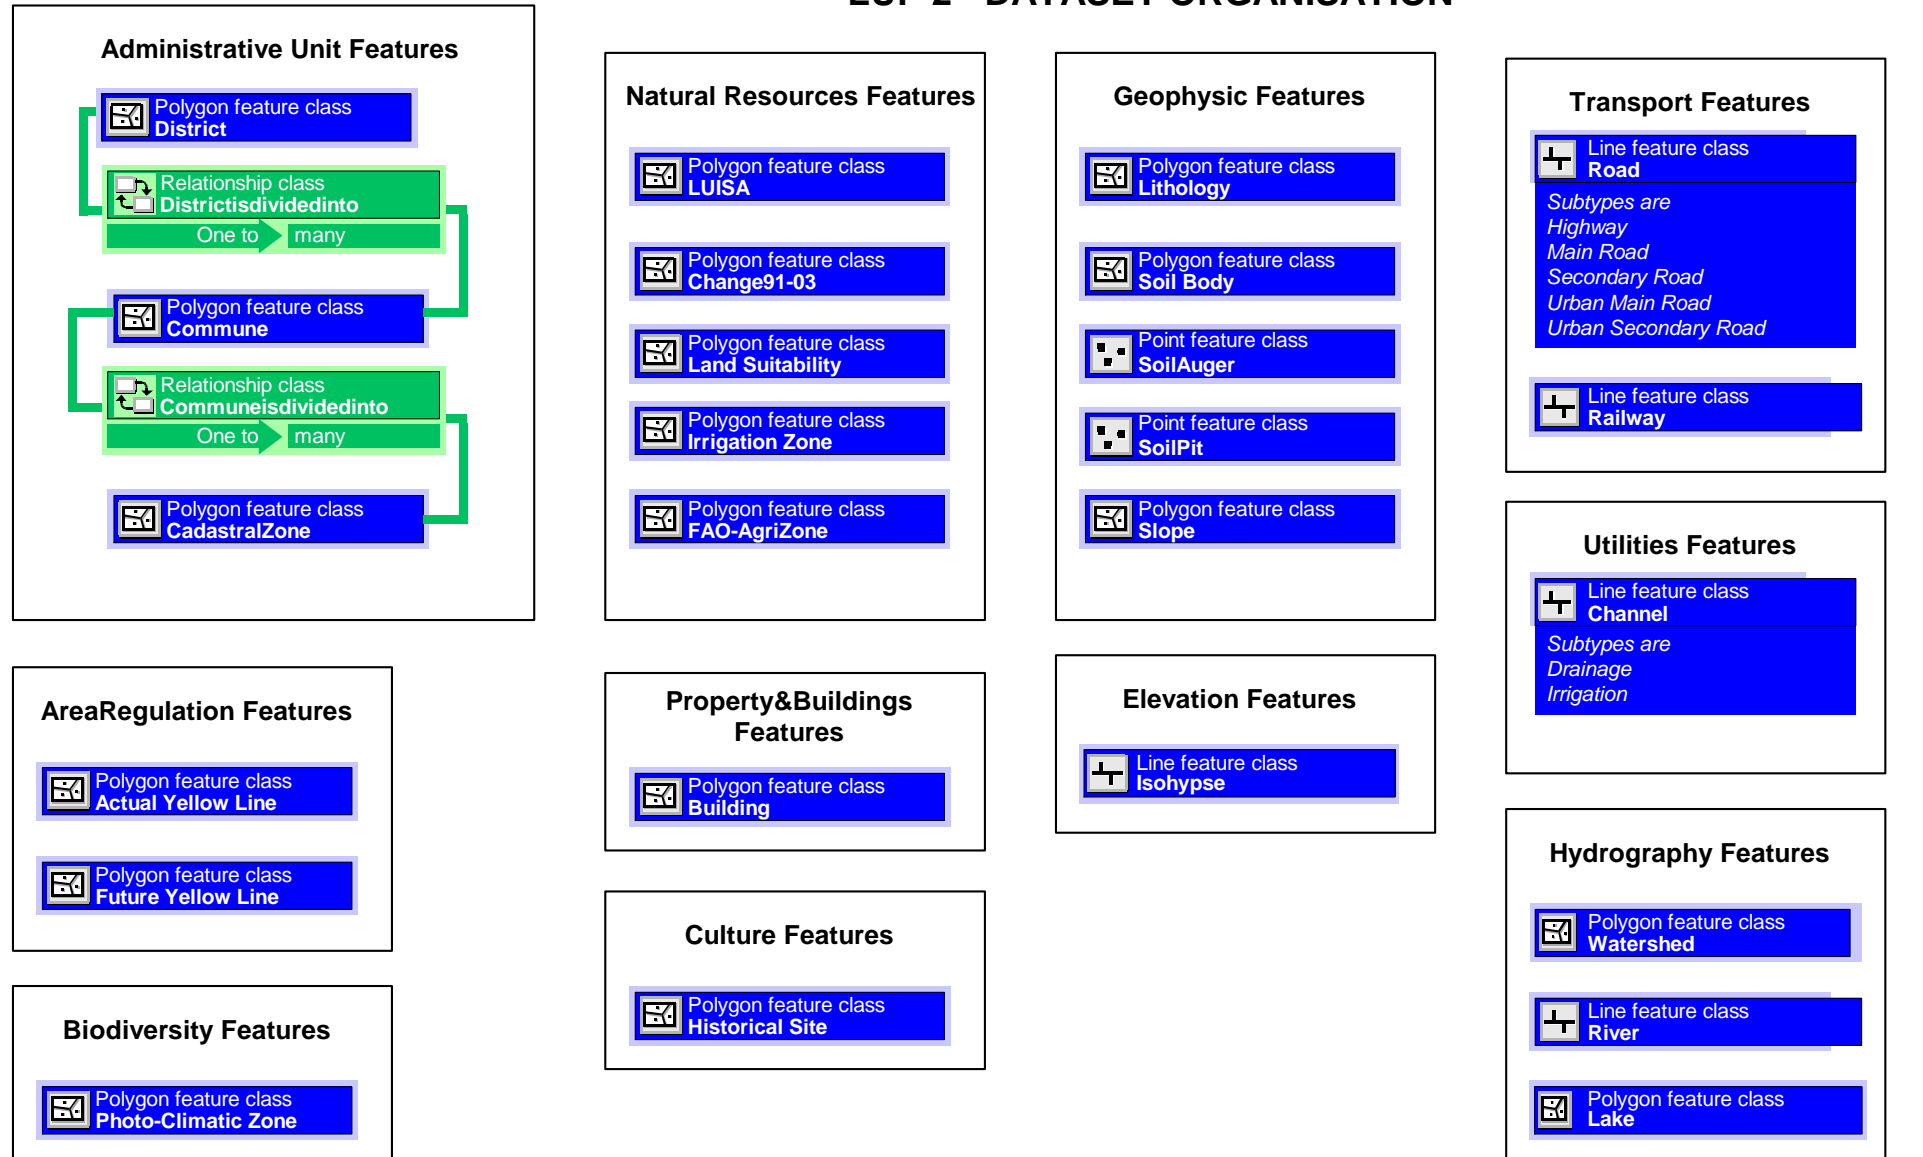 Administrative Unit Features
Polygon feature class
District
Relationship class
Districtisdividedinto
One to many
Polygon feature class
Commune
Relationship class
Communeisdividedinto
One to many
Polygon feature class
CadastralZone
Natural Resources Features
Polygon feature class
LUISA
Polygon feature class
Change91-03
Polygon feature class
Land Suitability
Polygon feature class
Irrigation Zone
Polygon feature class
FAO-AgriZone
Geophysic Features
Polygon feature class
Lithology
Polygon feature class
Soil Body
Point feature class
SoilAuger
Point feature class
SoilPit
Polygon feature class
Slope
Transport Features
Line feature class
Road
Subtypes are
Highway
Main Road
Secondary Road
Urban Main Road
Urban Secondary Road
Line feature class
Railway
Utilities Features
Line feature class
Channel
Subtypes are
Drainage
Irrigation
AreaRegulation Features
Polygon feature class
Actual Yellow Line
Polygon feature class
Future Yellow Line
Property&Buildings
Features
Polygon feature class
Building
Elevation Features
Line feature class
Isohypse
Culture Features
Polygon feature class
Historical Site
Hydrography Features
Polygon feature class
Watershed
Line feature class
River
Polygon feature class
Lake
Biodiversity Features
Polygon feature class
Photo-Climatic Zone